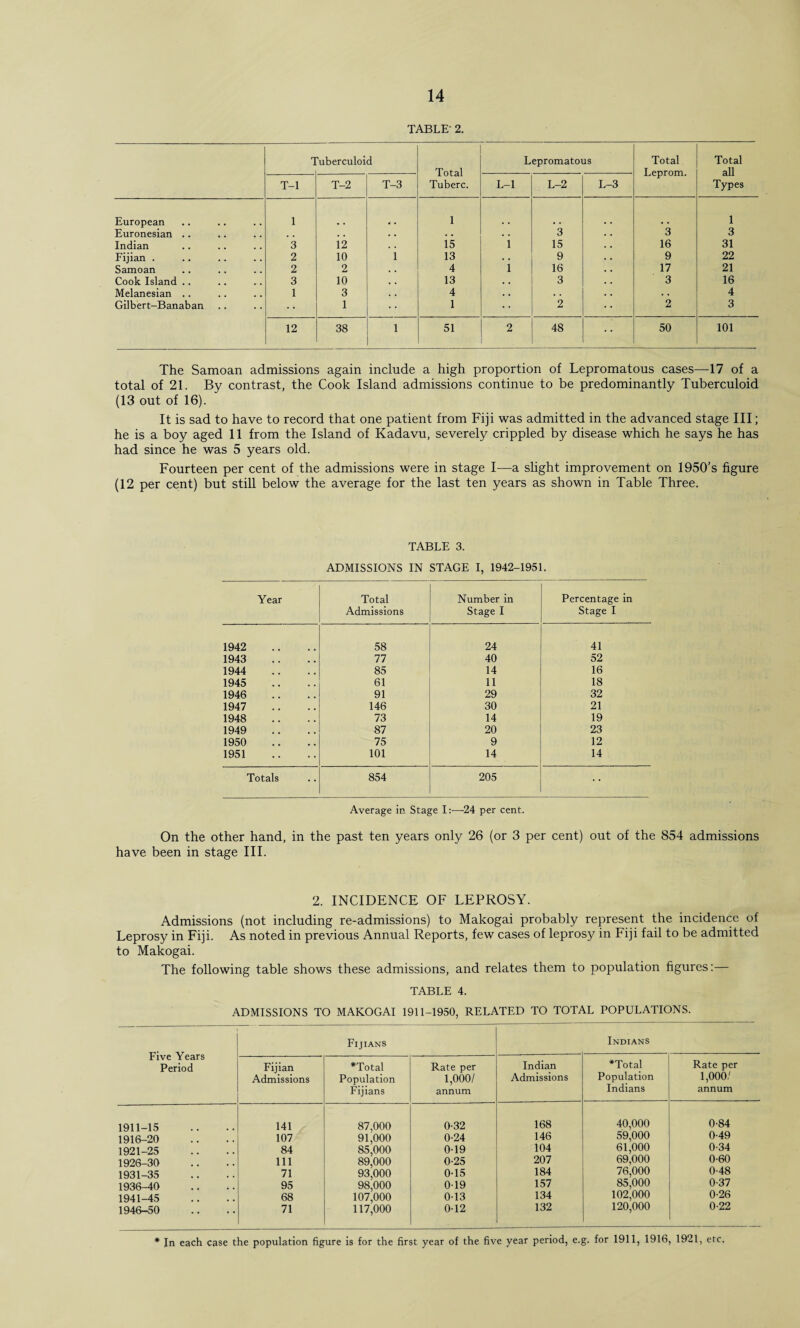 14
TABLE' 2.
Tuberculoid Total Tuberc. Lepromatous Total Leprom. Total all Types
T-1 T-2 T-3 L-1 L-2 L-3
European .. .. .. 1 .. .. 1 .. .. .. .. 1
Euronesian .. .. .. .. .. .. .. .. 3 .. 3 3
Indian .. .. .. 3 12 .. 15 1 15 .. 16 31
Fijian . .. .. .. 2 10 1 13 .. 9 .. 9 22
Samoan .. .. .. 2 2 .. 4 1 16 .. 17 21
Cook Island .. .. .. 3 10 .. 13 .. 3 .. 3 16
Melanesian .. .. .. 1 3 .. 4 .. .. .. .. 4
Gilbert-Banaban .. .. .. 1 .. 1 .. 2 .. 2 3
12 38 1 51 2 48 .. 50 101
The Samoan admissions again include a high proportion of Lepromatous cases—17 of a
total of 21. By contrast, the Cook Island admissions continue to be predominantly Tuberculoid
(13 out of 16).
It is sad to have to record that one patient from Fiji was admitted in the advanced stage III;
he is a boy aged 11 from the Island of Kadavu, severely crippled by disease which he says he has
had since he was 5 years old.
Fourteen per cent of the admissions were in stage I—a slight improvement on 1950's figure
(12 per cent) but still below the average for the last ten years as shown in Table Three.
TABLE 3.
ADMISSIONS IN STAGE I, 1942-1951.
Year Total Admissions Number in Stage I Percentage in Stage I
1942 .. .. 58 24 41
1943 .. .. 77 40 52
1944 .. .. 85 14 16
1945 .. .. 61 11 18
1946 .. .. 91 29 32
1947 .. .. 146 30 21
1948 .. .. 73 14 19
1949 .. .. 87 20 23
1950 .. .. 75 9 12
1951 .. .. 101 14 14
Totals .. 854 205 ..
Average in Stage I:—24 per cent.
On the other hand, in the past ten years only 26 (or 3 per cent) out of the 854 admissions
have been in stage III.
2. INCIDENCE OF LEPROSY.
Admissions (not including re-admissions) to Makogai probably represent the incidence of
Leprosy in Fiji. As noted in previous Annual Reports, few cases of leprosy in Fiji fail to be admitted
to Makogai.
The following table shows these admissions, and relates them to population figures:—
TABLE 4.
ADMISSIONS TO MAKOGAI 1911-1950, RELATED TO TOTAL POPULATIONS.
Five Years Period FIJIANS INDIANS
Fijian Admissions *Total Population Fijians Rate per 1,000/ annum Indian Admissions *Total Population Indians Rate per 1,000/ annum
1911-15 .. .. 141 87,000 0·32 168 40,000 0·84
1916-20 .. .. 107 91,000 0·24 146 59,000 0·49
1921-25 .. .. 84 85,000 0·19 104 61,000 0·34
1926-30 .. .. 111 89,000 0·25 207 69,000 0·60
1931-35 .. .. 71 93,000 0·15 184 76,000 0·48
1936-40 .. .. 95 98,000 0·19 157 85,000 0·37
1941-45 .. .. 68 107,000 0·13 134 102,000 0·26
1946-50 .. .. 71 117,000 0·12 132 120,000 0·22
* In each case the population figure is for the first year of the five year period, e.g. for 1911, 1916, 1921, etc.